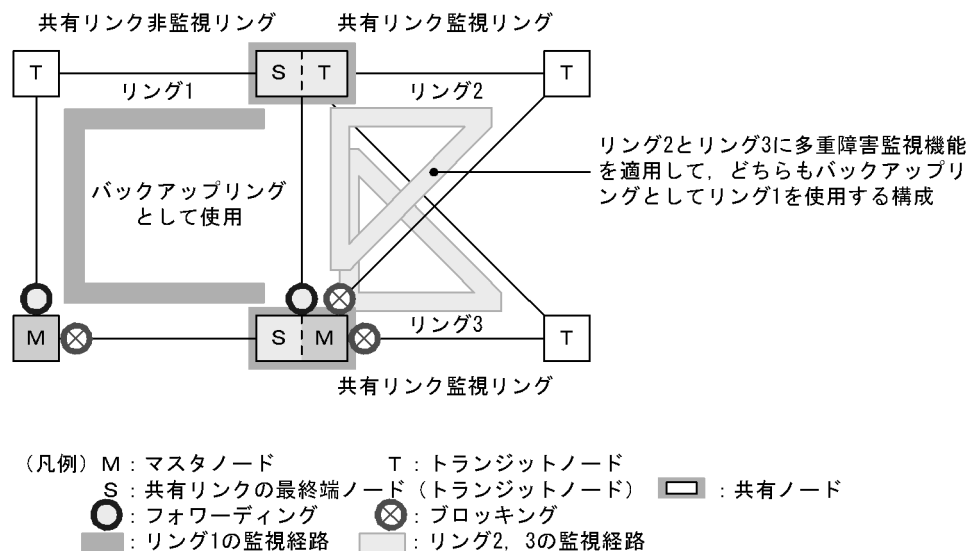 共有リンク非監視リング 共有リンク監視リング
T S T T
リング1 リング2
リング2とリング3に多重障害監視機能
を適用して，どちらもバックアップリ
ングとしてリング1を使用する構成
バックアップリング
として使用
リング3
M S M T
共有リンク監視リング
（凡例）M：マスタノード T：トランジットノード
S：共有リンクの最終端ノード（トランジットノード） ：共有ノード
：フォワーディング ：ブロッキング
：リング1の監視経路 ：リング2，3の監視経路